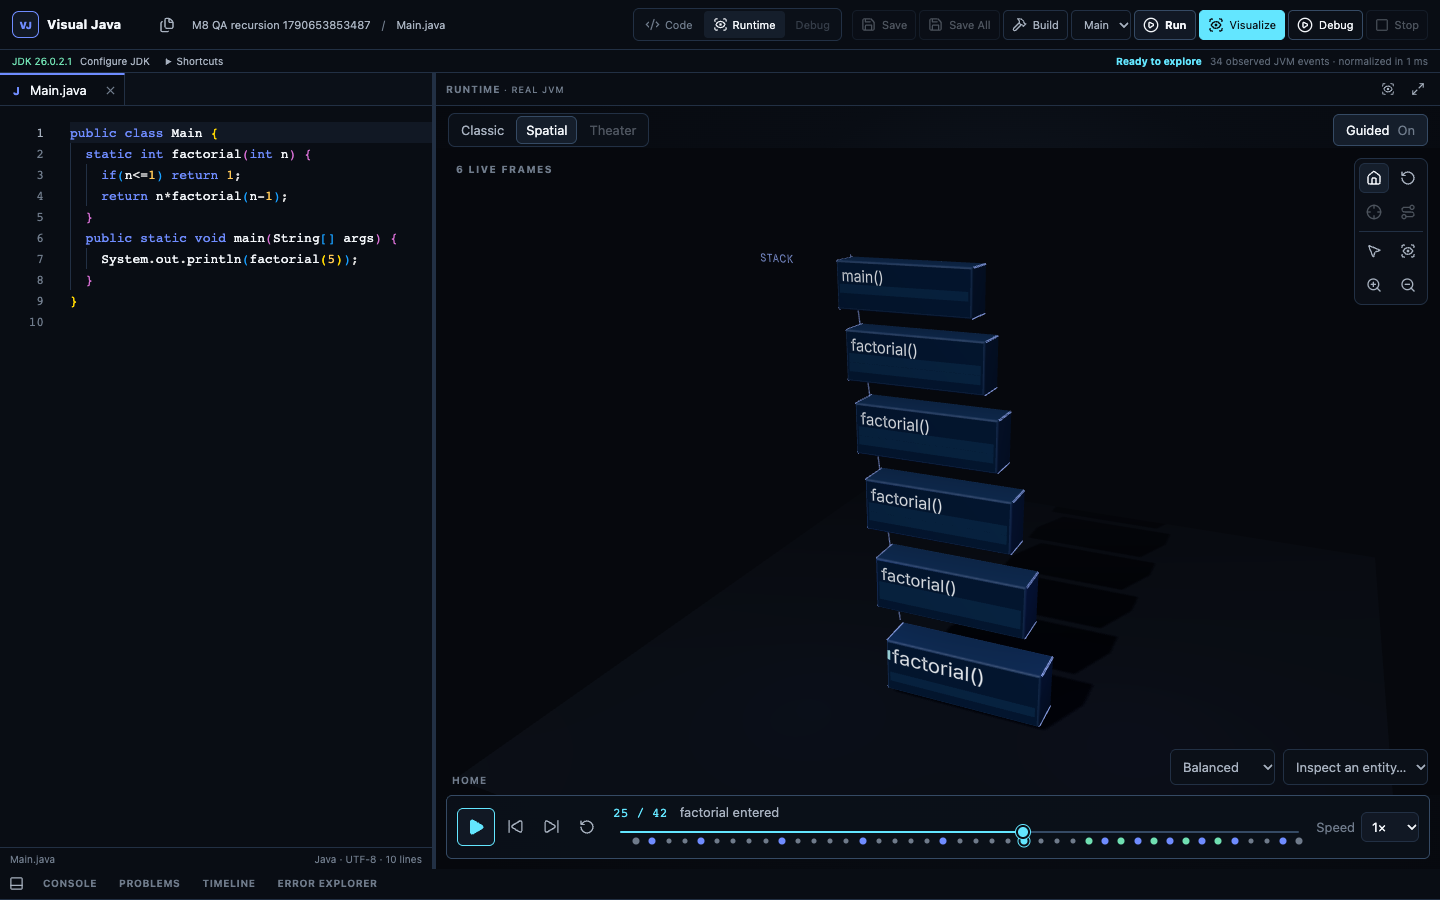 VJ Visual Java M8 QA recursion 1790653853487 / Main.java Code Runtime Debug Save Save All Build Main Run Visualize Debug Stop
JDK 26.0.2.1 Configure JDK Shortcuts Ready to explore 34 observed JVM events · normalized in 1 ms
J Main.java
RUNTIME · REAL JVM
Classic Spatial Theater Guided On
6 LIVE FRAMES
1 public class Main {
2 static int factorial(int n) {
3 if(n<=1) return 1;
4 return n*factorial(n-1);
5 }
6 public static void main(String[] args) {
7 System.out.println(factorial(5));
8 }
9 }
10
STACK
main()
factorial()
factorial()
factorial()
factorial()
factorial()
Balanced Inspect an entity...
HOME
25 / 42 factorial entered
Speed 1×
Main.java Java · UTF-8 · 10 lines
CONSOLE PROBLEMS TIMELINE ERROR EXPLORER